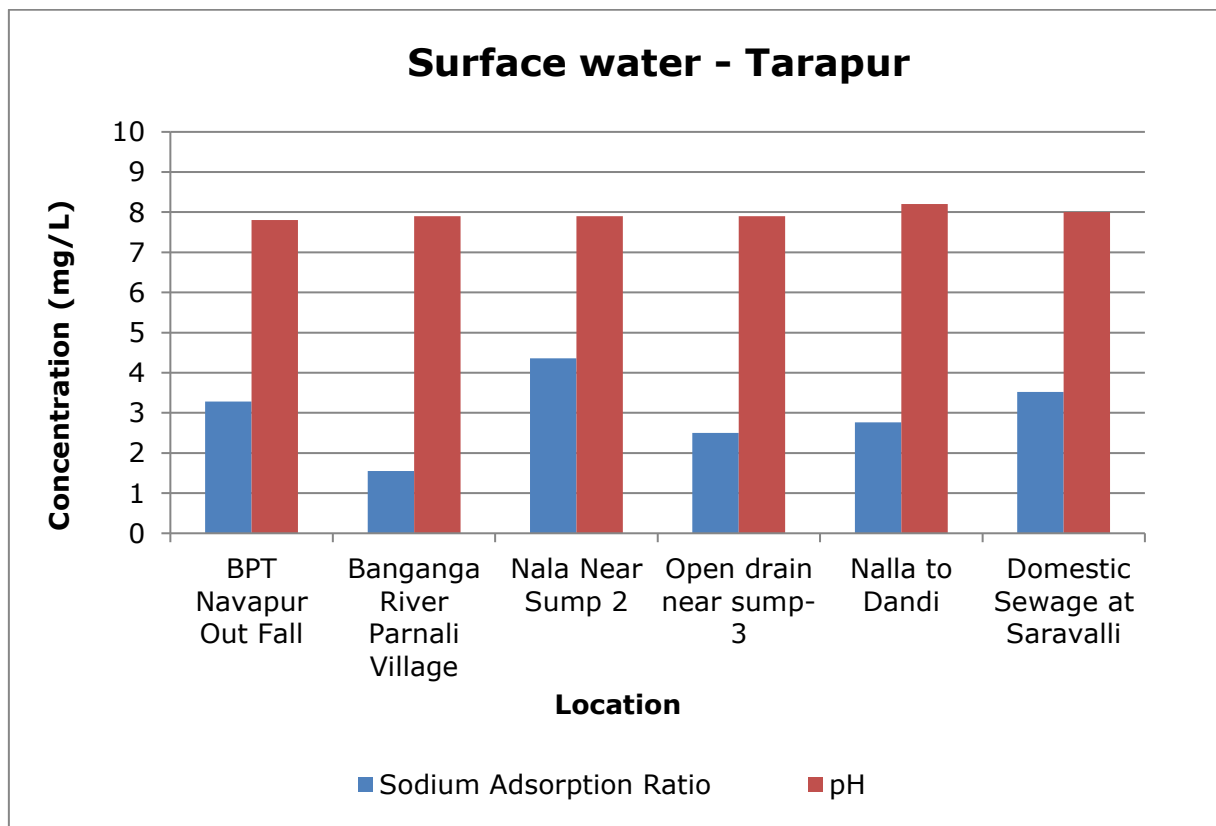 Surface water - Tarapur
Concentration (mg/L)
10
9
8
7
6
5
4
3
2
1
0
BPT
Navapur
Out Fall
Banganga
River
Parnali
Village
Nala Near
Sump 2
Open drain
near sump-
3
Nalla to
Dandi
Domestic
Sewage at
Saravalli
Location
Sodium Adsorption Ratio
pH